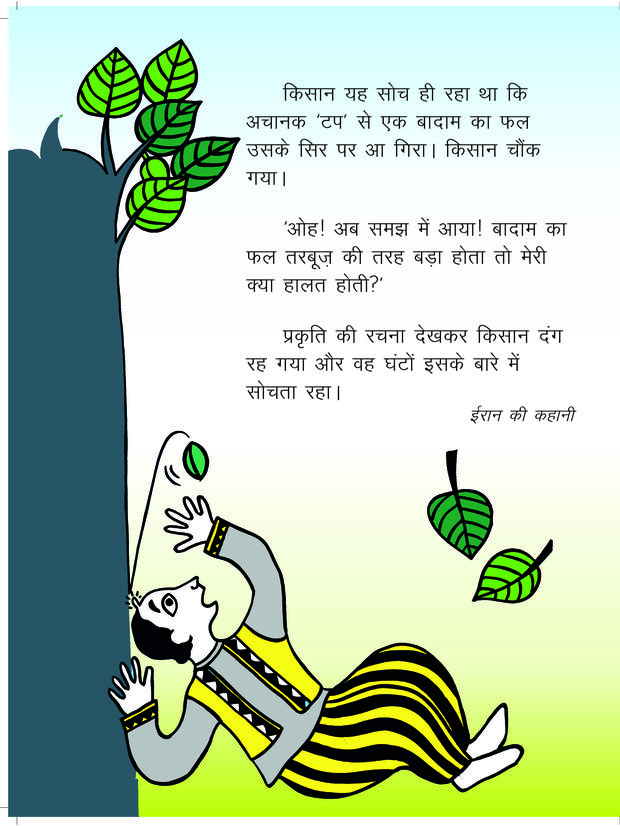 किसान यह सोच ही रहा था कि
अचानक ‘टप’ से एक बादाम का फल
उसके सिर पर आ गिरा। किसान चौंक
गया।
‘ओह! अब समझ में आया! बादाम का
फल तरबूज़ की तरह बड़ा होता तो मेरी
क्या हालत होती?’
प्रकृति की रचना देखकर किसान दंग
रह गया और वह घंटों इसके बारे में
सोचता रहा।
ईरान की कहानी